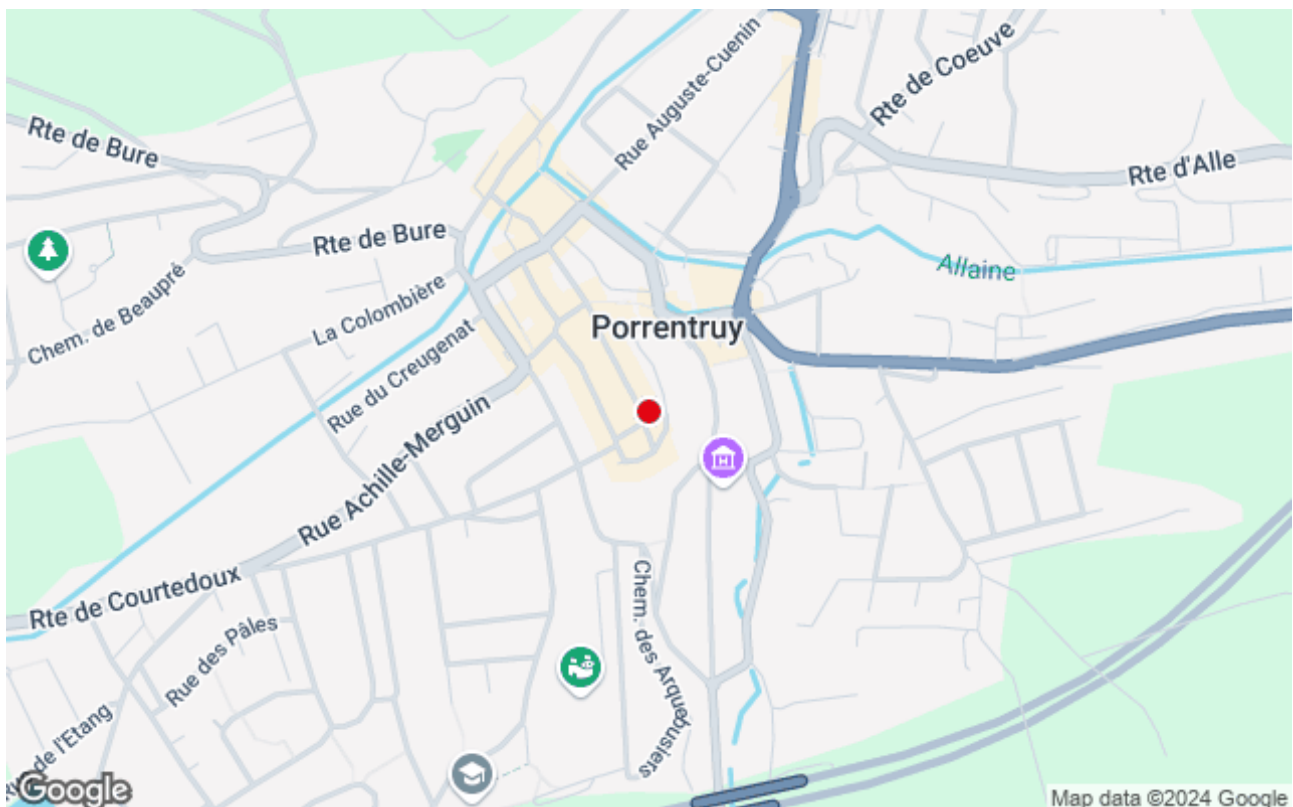 Rte de Coeuve
Rue Auguste-Cuenin
Rte de Bure
Rte d'Alle
Rte de Bure
Allaine
Chem. de Beaupré
La Colombière
Porrentruy
Rue du Creugenat
H
Rue Achille-Merguin
Rte de Courtedoux
Chem. des Arquebusiers
Rue des Pâles
de l'Etang
Google
Map data ©2024 Google